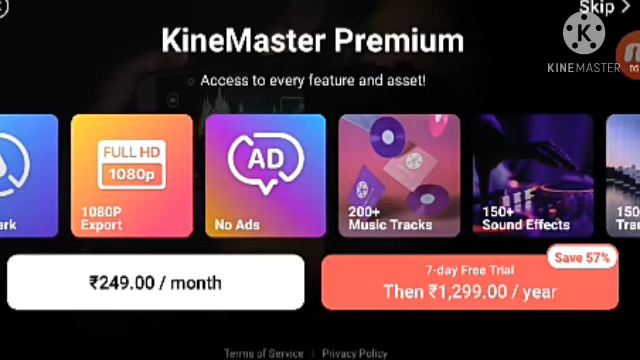 Skip
KINEMASTER
KineMaster Premium
Access to every feature and asset!
FULL HD
1080p
1080P
Export
AD
No Ads
200+
Music Tracks
150+
Sound Effects
Save 57%
₹249.00 / month
7-day Free Trial
Then ₹1,299.00 / year
Terms of Service | Privacy Policy